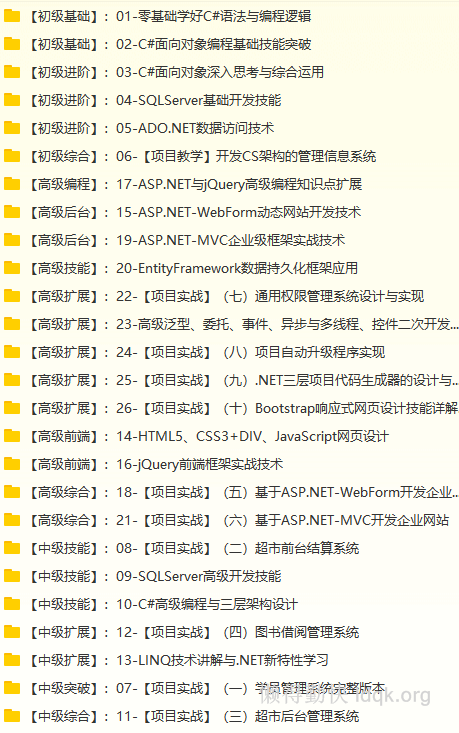 【初级基础】：01-零基础学好C#语法与编程逻辑
【初级基础】：02-C#面向对象编程基础技能突破
【初级进阶】：03-C#面向对象深入思考与综合运用
【初级进阶】：04-SQLServer基础开发技能
【初级进阶】：05-ADO.NET数据访问技术
【初级综合】：06-【项目教学】开发CS架构的管理信息系统
【高级编程】：17-ASP.NET与jQuery高级编程知识点扩展
【高级后台】：15-ASP.NET-WebForm动态网站开发技术
【高级后台】：19-ASP.NET-MVC企业级框架实战技术
【高级技能】：20-EntityFramework数据持久化框架应用
【高级扩展】：22-【项目实战】（七）通用权限管理系统设计与实现
【高级扩展】：23-高级泛型、委托、事件、异步与多线程、控件二次开发...
【高级扩展】：24-【项目实战】（八）项目自动升级程序实现
【高级扩展】：25-【项目实战】（九）.NET三层项目代码生成器的设计与...
【高级扩展】：26-【项目实战】（十）Bootstrap响应式网页设计技能详解
【高级前端】：14-HTML5、CSS3+DIV、JavaScript网页设计
【高级前端】：16-jQuery前端框架实战技术
【高级综合】：18-【项目实战】（五）基于ASP.NET-WebForm开发企业...
【高级综合】：21-【项目实战】（六）基于ASP.NET-MVC开发企业网站
【中级技能】：08-【项目实战】（二）超市前台结算系统
【中级技能】：09-SQLServer高级开发技能
【中级技能】：10-C#高级编程与三层架构设计
【中级扩展】：12-【项目实战】（四）图书借阅管理系统
【中级扩展】：13-LINQ技术讲解与.NET新特性学习
【中级突破】：07-【项目实战】（一）学员管理系统完整版本
【中级综合】：11-【项目实战】（三）超市后台管理系统
懒得勤快 ldqk.org